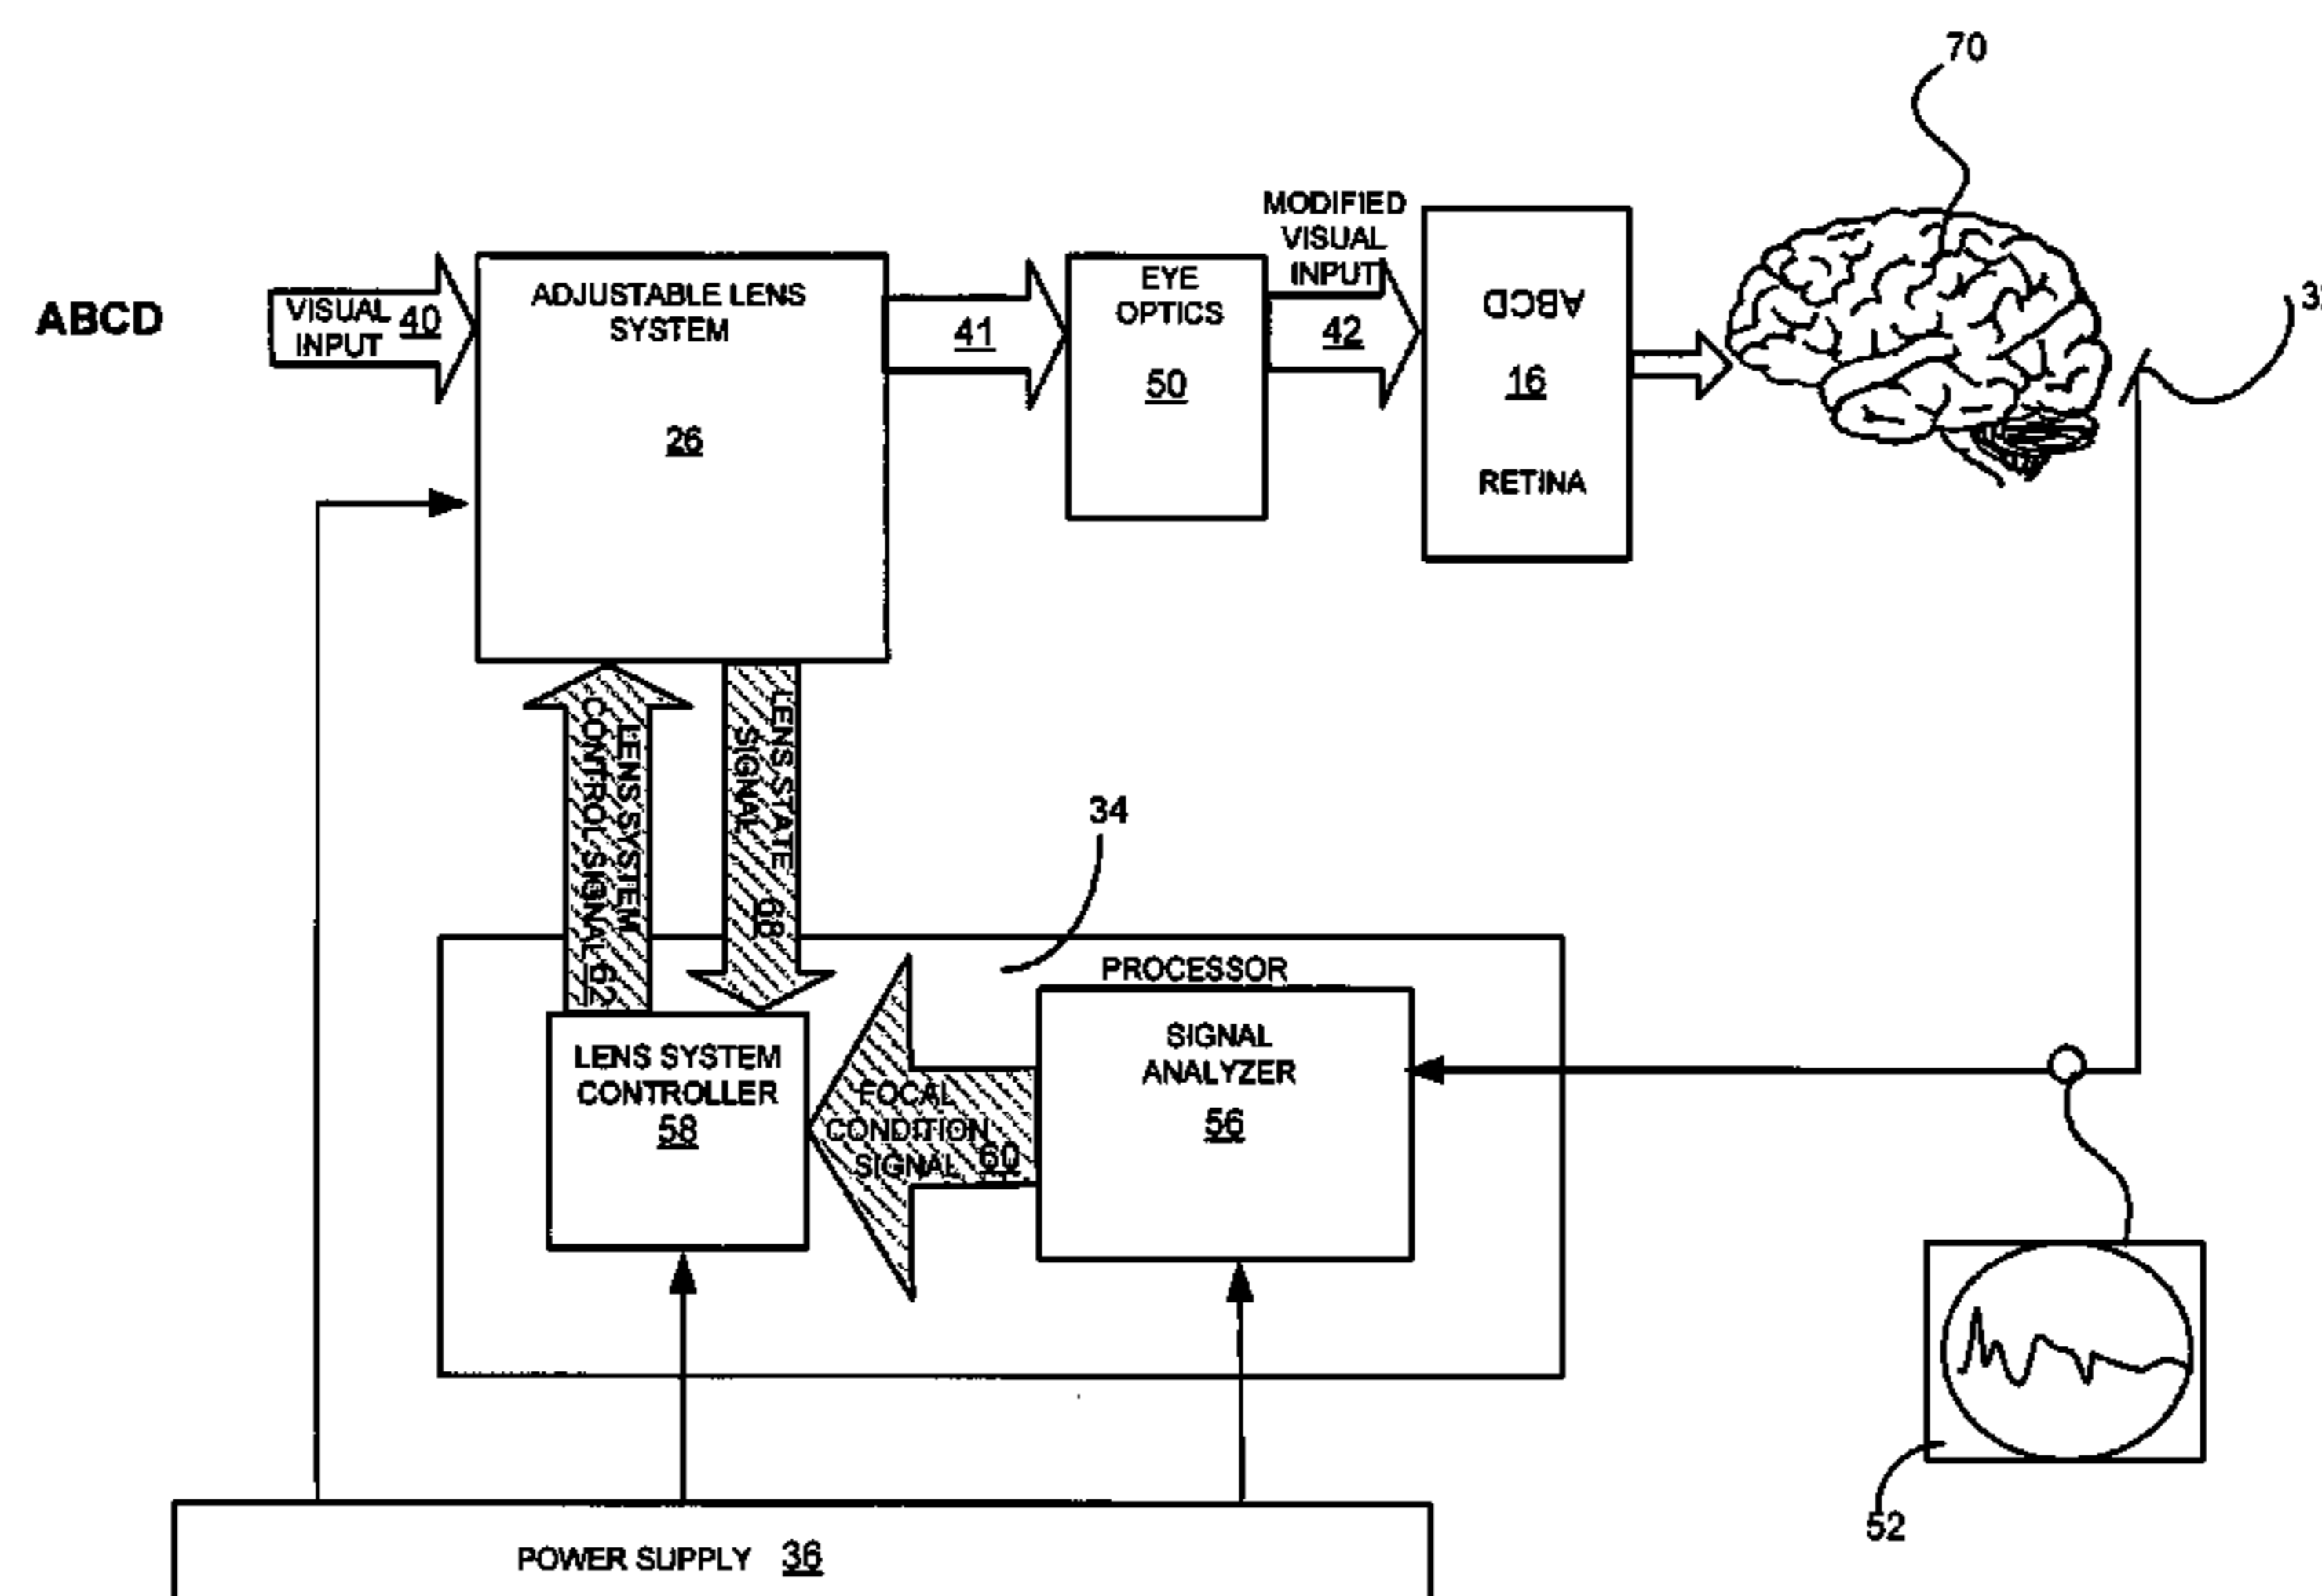 70
ABCD
VISUAL
INPUT 40
ADJUSTABLE LENS
SYSTEM
26
41
EYE
OPTICS
50
MODIFIED
VISUAL
INPUT
42
ABCD
16
RETINA
LENS SYSTEM
CONTROL SIGNAL 62
LENS STATE 68
SIGNAL
34
PROCESSOR
LENS SYSTEM
CONTROLLER
58
FOCAL
CONDITION
SIGNAL 60
SIGNAL
ANALYZER
56
52
POWER SUPPLY 36